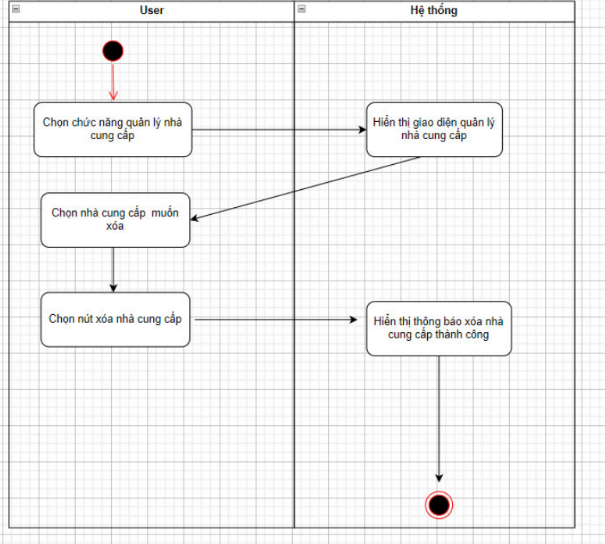 User
Hệ thống
Chọn chức năng quản lý nhà
cung cấp
Hiển thị giao diện quản lý
nhà cung cấp
Chọn nhà cung cấp muốn
xóa
Chọn nút xóa nhà cung cấp
Hiển thị thông báo xóa nhà
cung cấp thành công